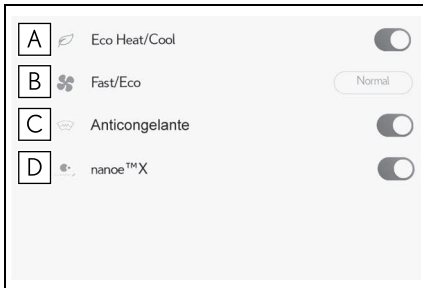 A Eco Heat/Cool
B Fast/Eco Normal
C Anticongelante
D nanoe™X